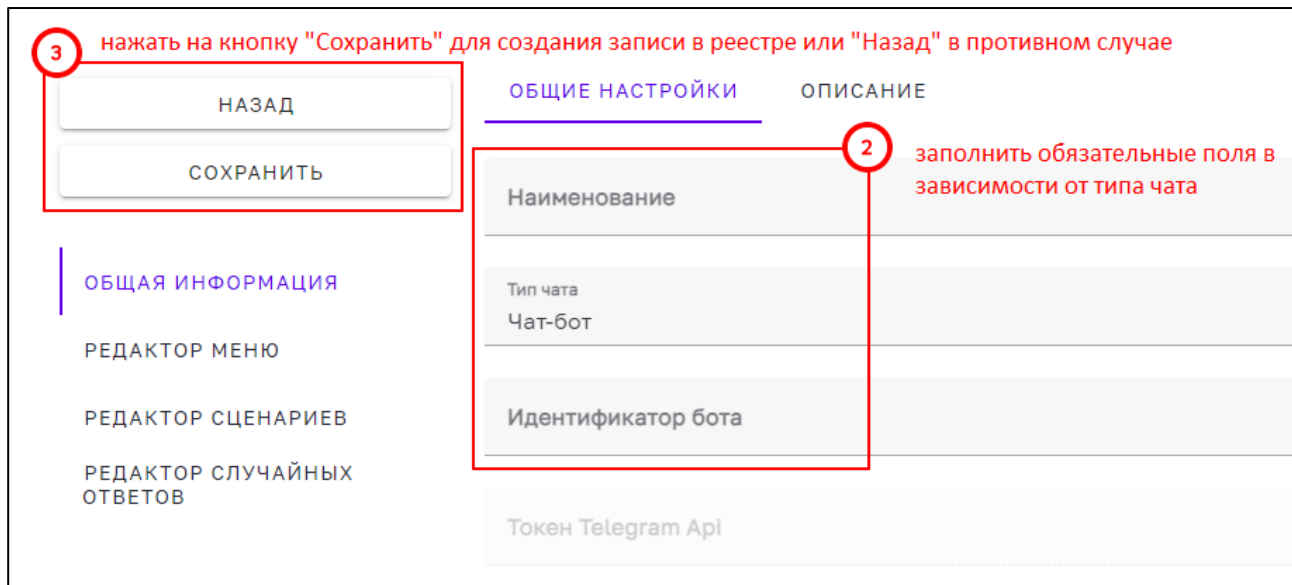 3 нажать на кнопку "Сохранить" для создания записи в реестре или "Назад" в противном случае
НАЗАД
СОХРАНИТЬ
ОБЩАЯ ИНФОРМАЦИЯ
РЕДАКТОР МЕНЮ
РЕДАКТОР СЦЕНАРИЕВ
РЕДАКТОР СЛУЧАЙНЫХ
ОТВЕТОВ
ОБЩИЕ НАСТРОЙКИ ОПИСАНИЕ
2 заполнить обязательные поля в
зависимости от типа чата
Наименование
Тип чата
Чат-бот
Идентификатор бота
Токен Telegram Api